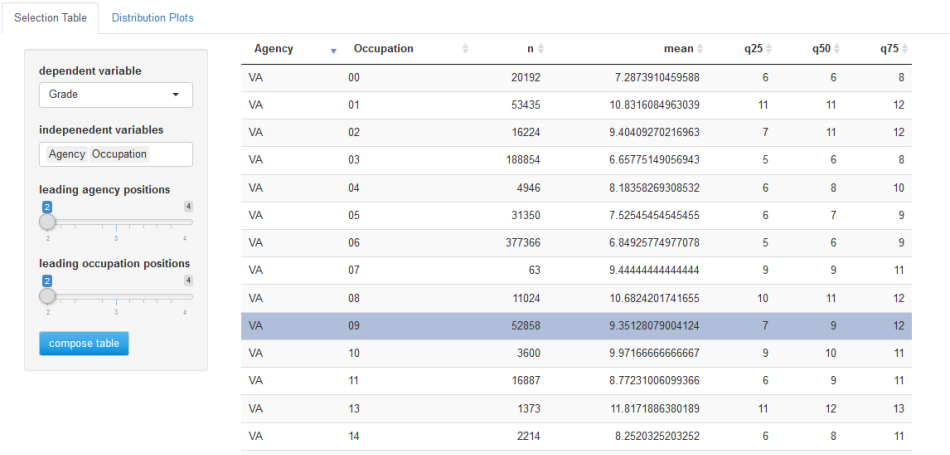 Selection Table Distribution Plots
dependent variable
Grade
indepenedent variables
Agency Occupation
leading agency positions
2 4
2 3 4
leading occupation positions
2 4
2 3 4
compose table
Agency Occupation n mean q25 q50 q75
VA 00 20192 7.2873910459588 6 6 8
VA 01 53435 10.8316084963039 11 11 12
VA 02 16224 9.40409270216963 7 11 12
VA 03 188854 6.65775149056943 5 6 8
VA 04 4946 8.18358269308532 6 8 10
VA 05 31350 7.52545454545455 6 7 9
VA 06 377366 6.84925774977078 5 6 9
VA 07 63 9.44444444444444 9 9 11
VA 08 11024 10.6824201741655 10 11 12
VA 09 52858 9.35128079004124 7 9 12
VA 10 3600 9.97166666666667 9 10 11
VA 11 16887 8.77231006099366 6 9 11
VA 13 1373 11.8171886380189 11 12 13
VA 14 2214 8.2520325203252 6 8 11